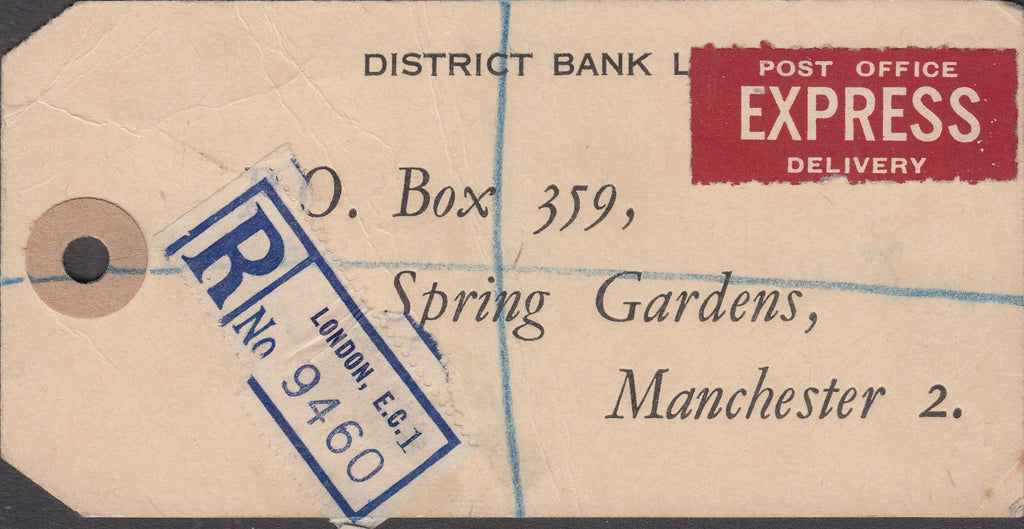 DISTRICT BANK L
POST OFFICE
EXPRESS
DELIVERY
O. Box 359,
Spring Gardens,
Manchester 2.
R
LONDON, E.C.1
No 9460